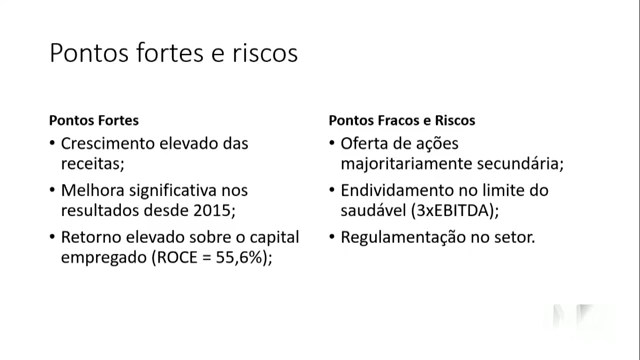 Pontos fortes e riscos
Pontos Fortes
• Crescimento elevado das
receitas;
• Melhora significativa nos
resultados desde 2015;
• Retorno elevado sobre o capital
empregado (ROCE = 55,6%);
Pontos Fracos e Riscos
• Oferta de ações
majoritariamente secundária;
• Endividamento no limite do
saudável (3xEBITDA);
• Regulamentação no setor.